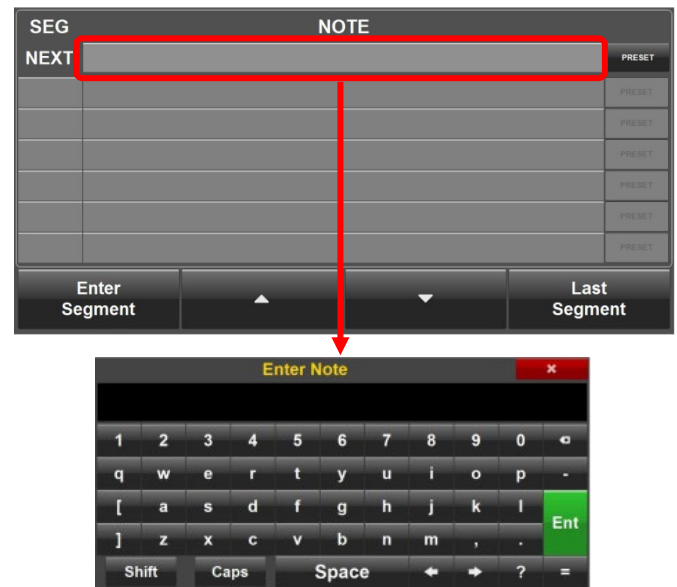 SEG NOTE
NEXT PRESET
PRESET
PRESET
PRESET
PRESET
PRESET
PRESET
Enter Segment ▲ ▼ Last Segment
Enter Note ×
1 2 3 4 5 6 7 8 9 0 ⌫
q w e r t y u i o p -
[ a s d f g h j k l Ent
] z x c v b n m , .
Shift Caps Space ← → ? =